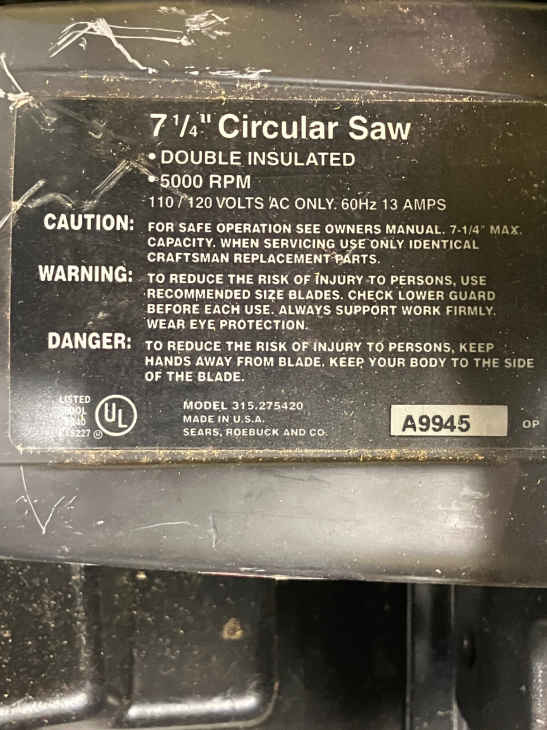 7 1/4" Circular Saw
• DOUBLE INSULATED
• 5000 RPM
110/120 VOLTS AC ONLY. 60Hz 13 AMPS
CAUTION: FOR SAFE OPERATION SEE OWNERS MANUAL. 7-1/4" MAX.
CAPACITY. WHEN SERVICING USE ONLY IDENTICAL
CRAFTSMAN REPLACEMENT PARTS.
WARNING: TO REDUCE THE RISK OF INJURY TO PERSONS, USE
RECOMMENDED SIZE BLADES. CHECK LOWER GUARD
BEFORE EACH USE. ALWAYS SUPPORT WORK FIRMLY.
WEAR EYE PROTECTION.
DANGER: TO REDUCE THE RISK OF INJURY TO PERSONS, KEEP
HANDS AWAY FROM BLADE. KEEP YOUR BODY TO THE SIDE
OF THE BLADE.
LISTED
UL
MODEL 315.275420
MADE IN U.S.A.
SEARS, ROEBUCK AND CO.
A9945
OP